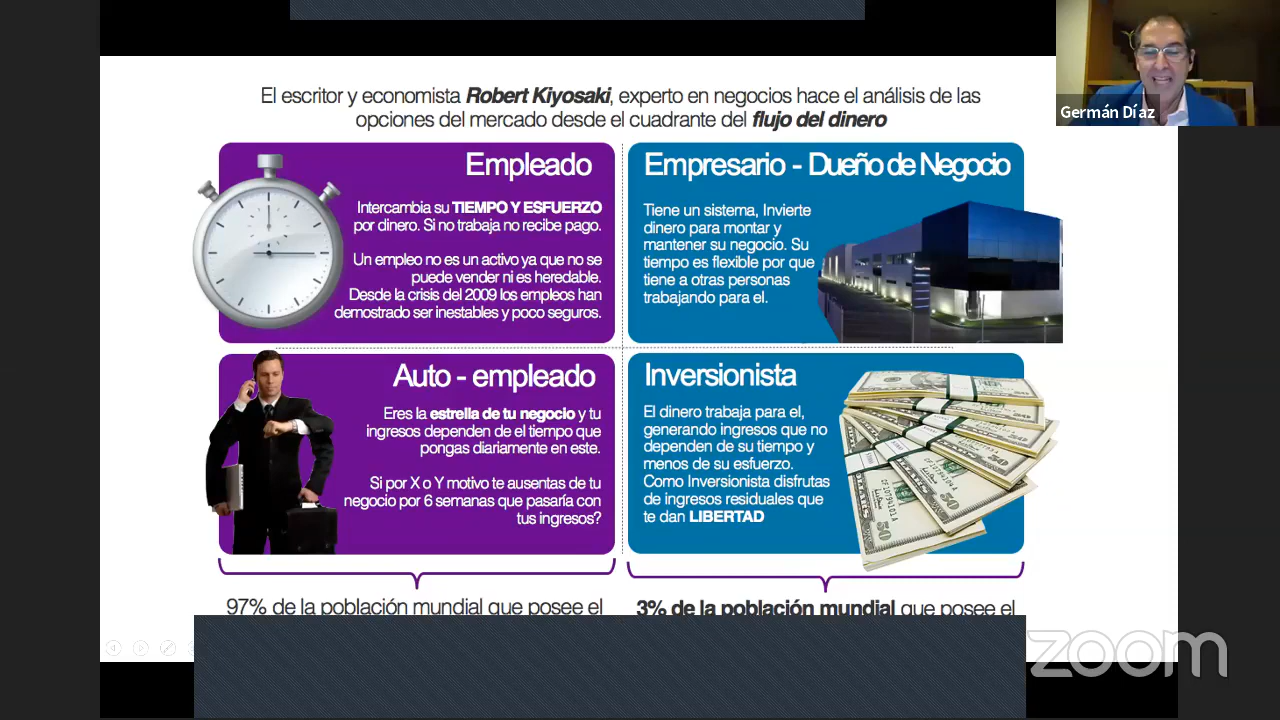 Germán Díaz
El escritor y economista Robert Kiyosaki, experto en negocios hace el análisis de las
opciones del mercado desde el cuadrante del flujo del dinero
Empleado
Intercambia su TIEMPO Y ESFUERZO
por dinero. Si no trabaja no recibe pago.
Un empleo no es un activo ya que no se
puede vender ni es heredable.
Desde la crisis del 2009 los empleos han
demostrado ser inestables y poco seguros.
Empresario - Dueño de Negocio
Tiene un sistema, Invierte
dinero para montar y
mantener su negocio. Su
tiempo es flexible por que
tiene a otras personas
trabajando para el.
Auto - empleado
Eres la estrella de tu negocio y tu
ingresos dependen de el tiempo que
pongas diariamente en este.
Si por X o Y motivo te ausentas de tu
negocio por 6 semanas que pasaría con
tus ingresos?
Inversionista
El dinero trabaja para el,
generando ingresos que no
dependen de su tiempo y
menos de su esfuerzo.
Como Inversionista disfrutas
de ingresos residuales que
te dan LIBERTAD
97% de la población mundial que posee el
3% de la población mundial que posee el
zoom